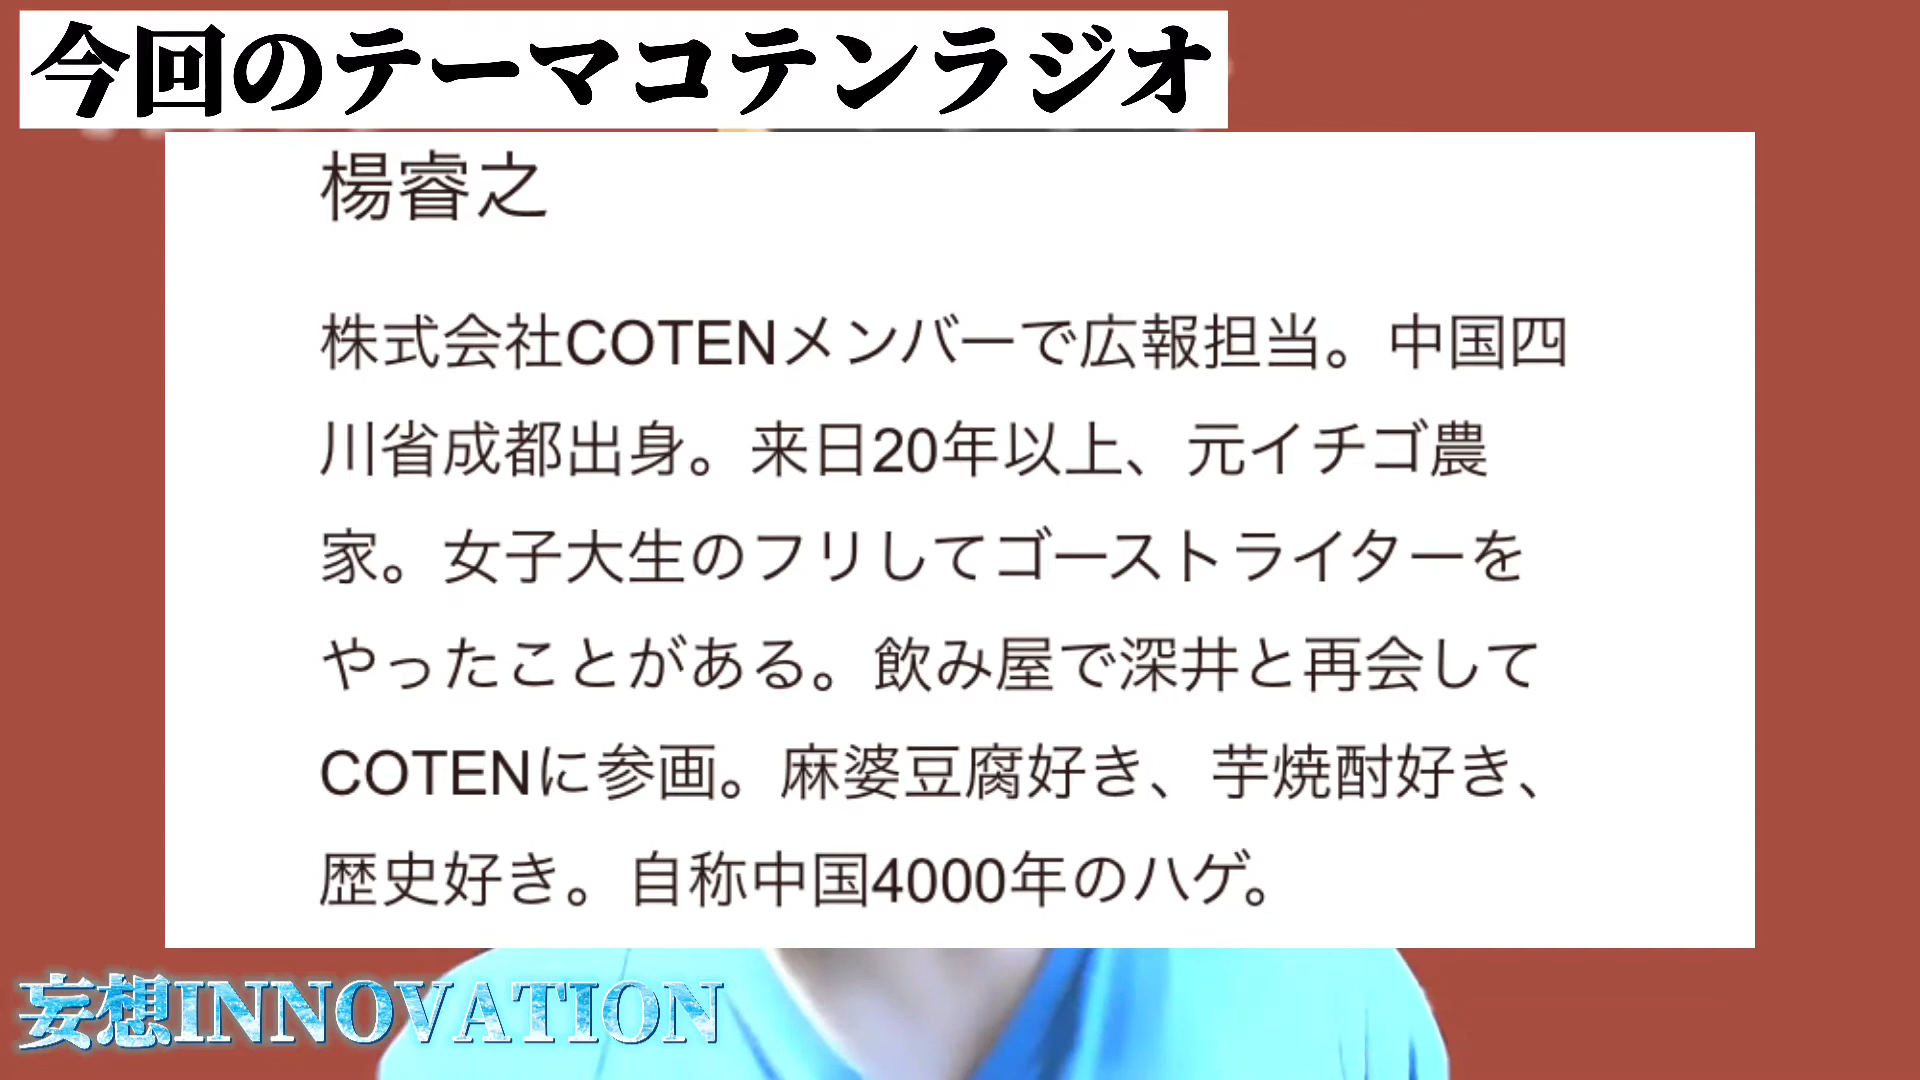 今回のテーマコテンラジオ
楊睿之
株式会社COTENメンバーで広報担当。中国四
川省成都出身。来日20年以上、元イチゴ農
家。女子大生のフリしてゴーストライターを
やったことがある。飲み屋で深井と再会して
COTENに参画。麻婆豆腐好き、芋焼酎好き、
歴史好き。自称中国4000年のハゲ。
妄想INNOVATION